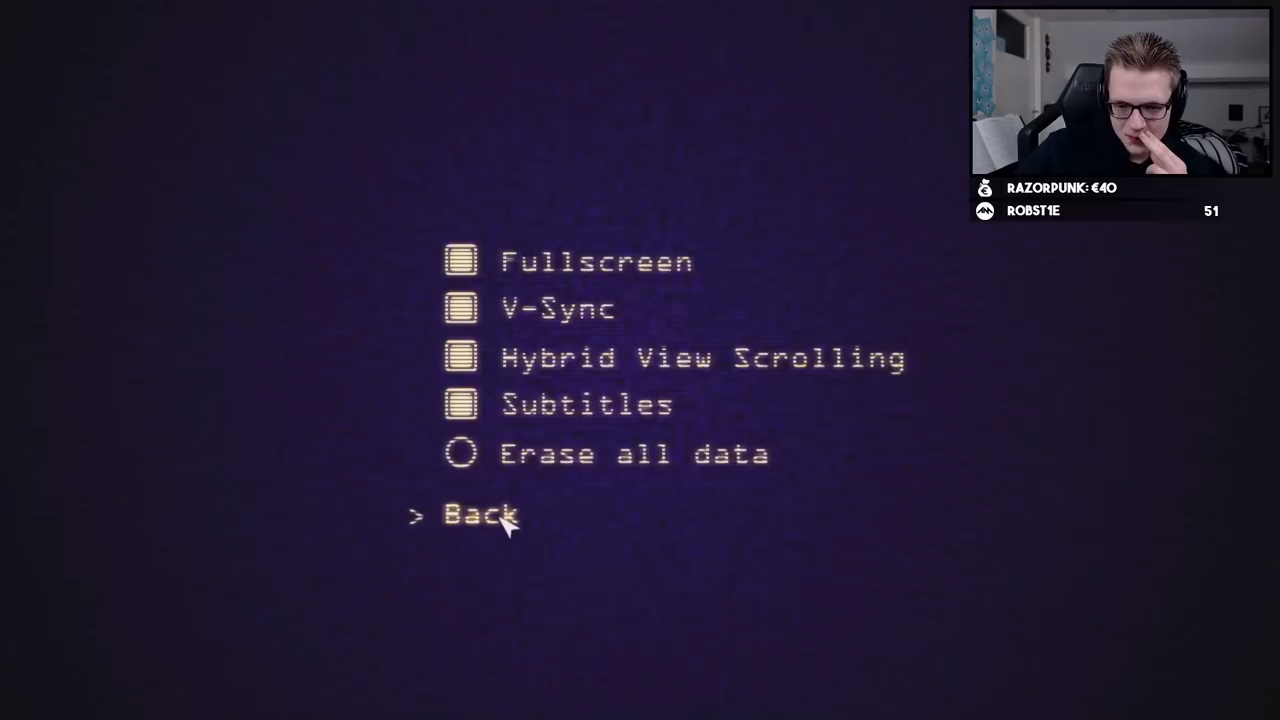 RAZORPUNK: €40
ROBST1E 51
Fullscreen
V-Sync
Hybrid View Scrolling
Subtitles
Erase all data
> Back